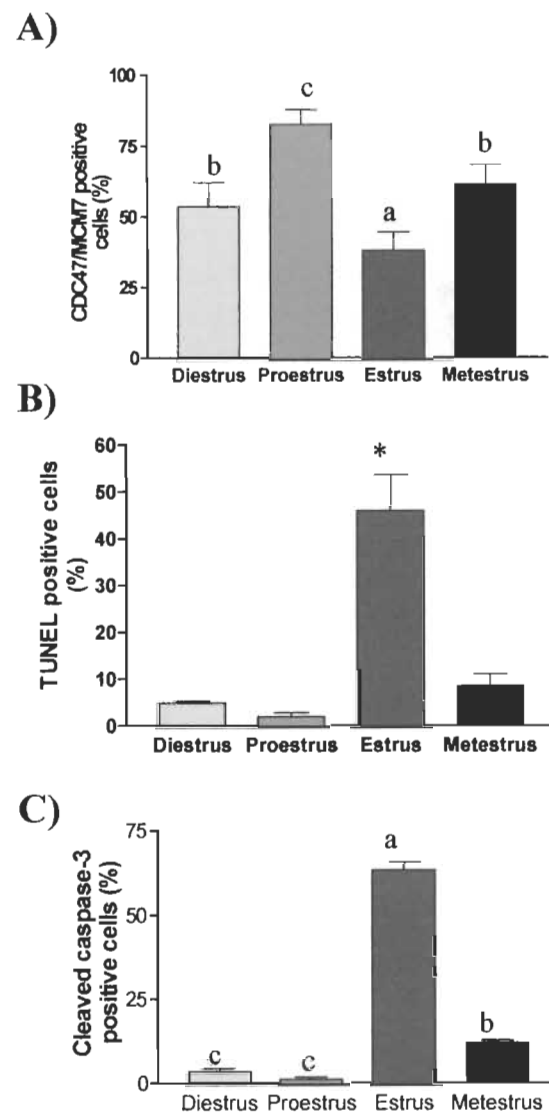 A)
CDC47/MCM7 positive
cells (%)
100
75
50
25
0
b
c
a
b
Diestrus Proestrus Estrus Metestrus
B)
TUNEL positive cells
(%)
60
50
40
30
20
10
0
*
Diestrus Proestrus Estrus Metestrus
C)
Cleaved caspase-3
positive cells (%)
75
50
25
0
c
c
a
b
Diestrus Proestrus Estrus Metestrus